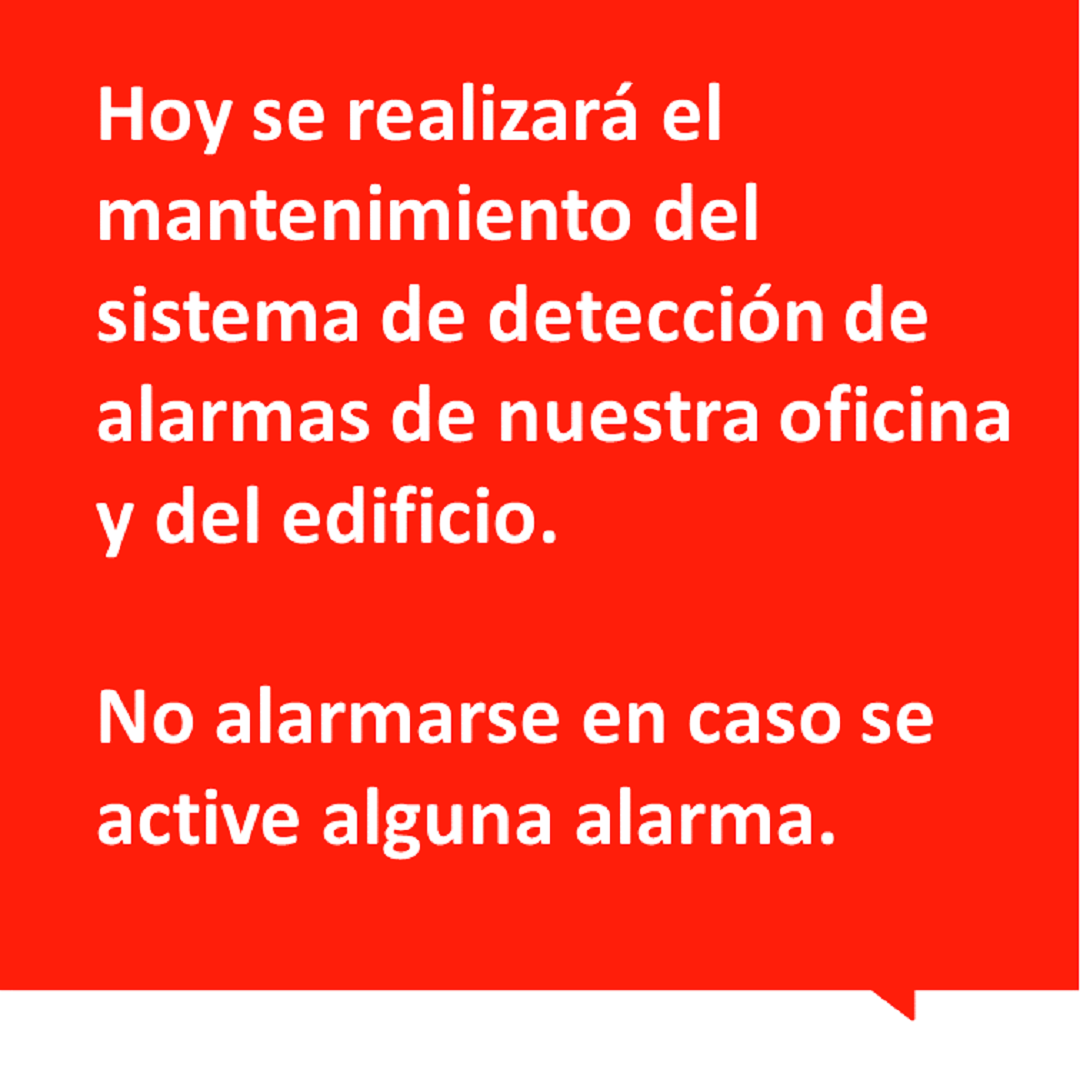 Hoy se realizará el
mantenimiento del
sistema de detección de
alarmas de nuestra oficina
y del edificio.
No alarmarse en caso se
active alguna alarma.